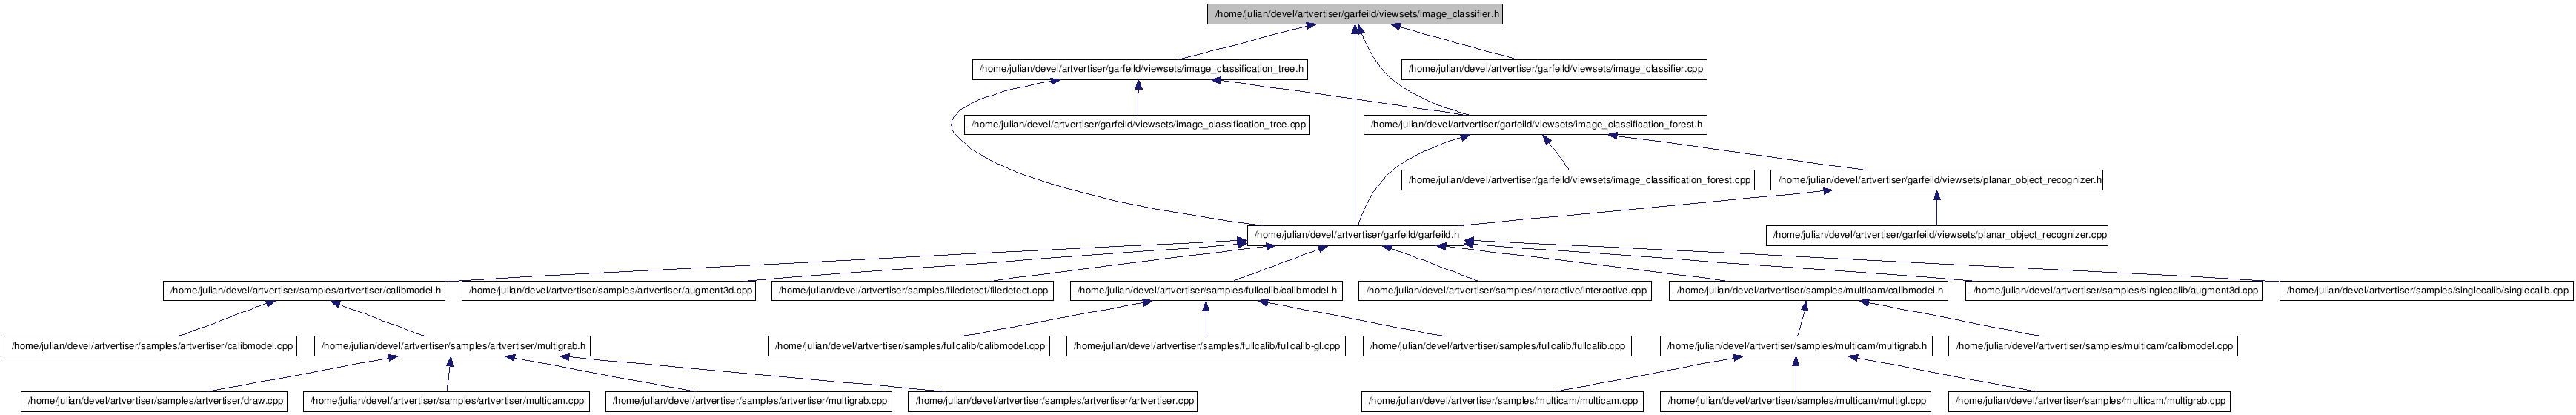 /home/julian/devel/artvertiser/garfeild/viewsets/image_classifier.h
/home/julian/devel/artvertiser/garfeild/viewsets/image_classification_tree.h
/home/julian/devel/artvertiser/garfeild/viewsets/image_classifier.cpp
/home/julian/devel/artvertiser/garfeild/viewsets/image_classification_tree.cpp
/home/julian/devel/artvertiser/garfeild/viewsets/image_classification_forest.h
/home/julian/devel/artvertiser/garfeild/viewsets/image_classification_forest.cpp
/home/julian/devel/artvertiser/garfeild/viewsets/planar_object_recognizer.h
/home/julian/devel/artvertiser/garfeild/garfeild.h
/home/julian/devel/artvertiser/garfeild/viewsets/planar_object_recognizer.cpp
/home/julian/devel/artvertiser/samples/artvertiser/calibmodel.h
/home/julian/devel/artvertiser/samples/artvertiser/augment3d.cpp
/home/julian/devel/artvertiser/samples/filedetect/filedetect.cpp
/home/julian/devel/artvertiser/samples/fullcalib/calibmodel.h
/home/julian/devel/artvertiser/samples/interactive/interactive.cpp
/home/julian/devel/artvertiser/samples/multicam/calibmodel.h
/home/julian/devel/artvertiser/samples/singlecalib/augment3d.cpp
/home/julian/devel/artvertiser/samples/singlecalib/singlecalib.cpp
/home/julian/devel/artvertiser/samples/artvertiser/calibmodel.cpp
/home/julian/devel/artvertiser/samples/artvertiser/multigrab.h
/home/julian/devel/artvertiser/samples/fullcalib/calibmodel.cpp
/home/julian/devel/artvertiser/samples/fullcalib/fullcalib-gl.cpp
/home/julian/devel/artvertiser/samples/fullcalib/fullcalib.cpp
/home/julian/devel/artvertiser/samples/multicam/multigrab.h
/home/julian/devel/artvertiser/samples/multicam/calibmodel.cpp
/home/julian/devel/artvertiser/samples/artvertiser/draw.cpp
/home/julian/devel/artvertiser/samples/artvertiser/multicam.cpp
/home/julian/devel/artvertiser/samples/artvertiser/multigrab.cpp
/home/julian/devel/artvertiser/samples/artvertiser/artvertiser.cpp
/home/julian/devel/artvertiser/samples/multicam/multicam.cpp
/home/julian/devel/artvertiser/samples/multicam/multigl.cpp
/home/julian/devel/artvertiser/samples/multicam/multigrab.cpp